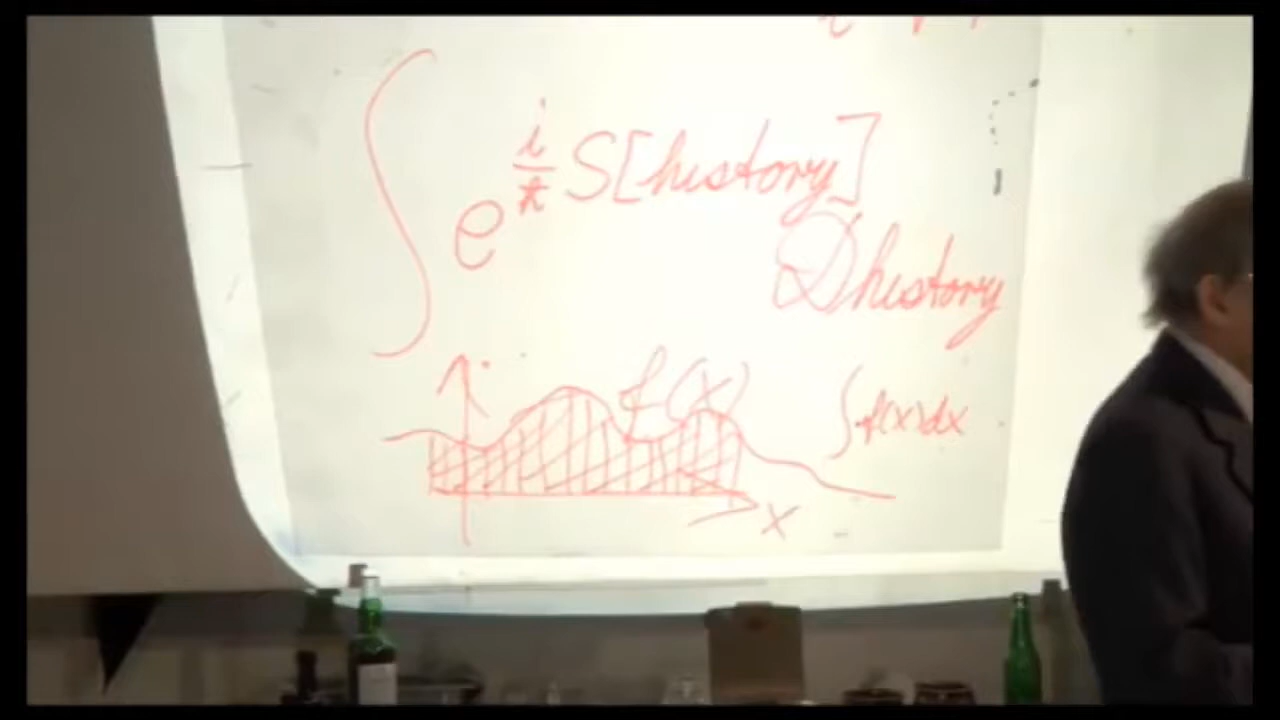 ∫ e^{i/ℏ S[history]}
Dhistory
f(x)
∫f(x)dx
x